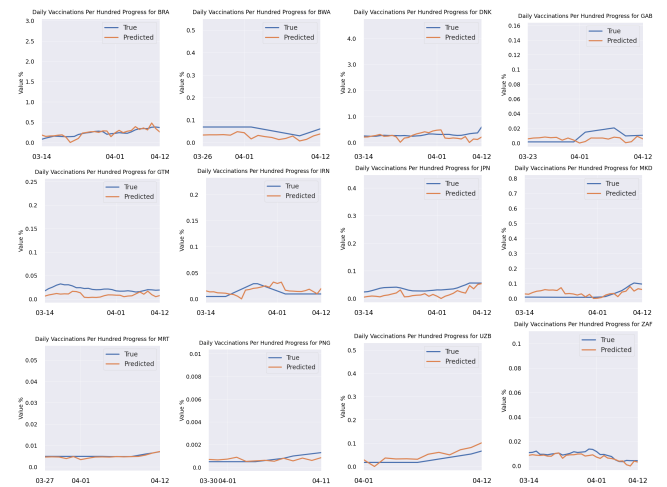 Daily Vaccinations Per Hundred Progress for BRA
3.0
2.5
2.0
1.5
1.0
0.5
0.0
Value %
True
Predicted
03-14
04-01
04-12
Daily Vaccinations Per Hundred Progress for BWA
0.5
0.4
0.3
0.2
0.1
0.0
Value %
True
Predicted
03-26
04-01
04-12
Daily Vaccinations Per Hundred Progress for DNK
4.0
3.0
2.0
1.0
0.0
Value %
True
Predicted
03-14
04-01
04-12
Daily Vaccinations Per Hundred Progress for GAB
0.16
0.14
0.12
0.1
0.08
0.06
0.04
0.02
0.0
Value %
True
Predicted
03-23
04-01
04-12
Daily Vaccinations Per Hundred Progress for GTM
0.25
0.2
0.15
0.1
0.05
0.0
Value %
True
Predicted
03-14
04-01
04-12
Daily Vaccinations Per Hundred Progress for IRN
0.2
0.15
0.1
0.05
0.0
Value %
True
Predicted
03-14
04-01
04-12
Daily Vaccinations Per Hundred Progress for JPN
0.4
0.3
0.2
0.1
0.0
Value %
True
Predicted
03-14
04-01
04-12
Daily Vaccinations Per Hundred Progress for MKD
0.8
0.7
0.6
0.5
0.4
0.3
0.2
0.1
0.0
Value %
True
Predicted
03-14
04-01
04-12
Daily Vaccinations Per Hundred Progress for MRT
0.05
0.04
0.03
0.02
0.01
0.0
Value %
True
Predicted
03-27
04-01
04-12
Daily Vaccinations Per Hundred Progress for PNG
0.01
0.008
0.006
0.004
0.002
0.000
Value %
True
Predicted
03-30
04-01
04-11
Daily Vaccinations Per Hundred Progress for UZB
0.5
0.4
0.3
0.2
0.1
0.0
Value %
True
Predicted
04-01
04-12
Daily Vaccinations Per Hundred Progress for ZAF
0.1
0.08
0.06
0.04
0.02
0.0
Value %
True
Predicted
03-14
04-01
04-12